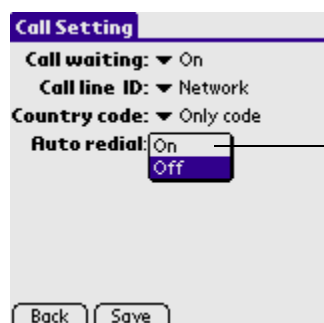 Call Setting
Call waiting: On
Call line ID: Network
Country code: Only code
Auto redial: On
Off
Back Save